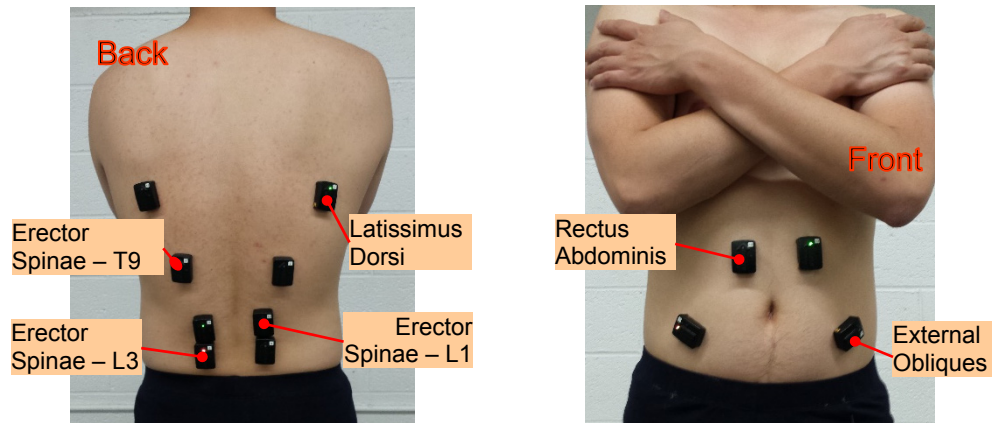 Back
Erector
Spinae – T9
Latissimus
Dorsi
Erector
Spinae – L3
Erector
Spinae – L1
Front
Rectus
Abdominis
External
Obliques